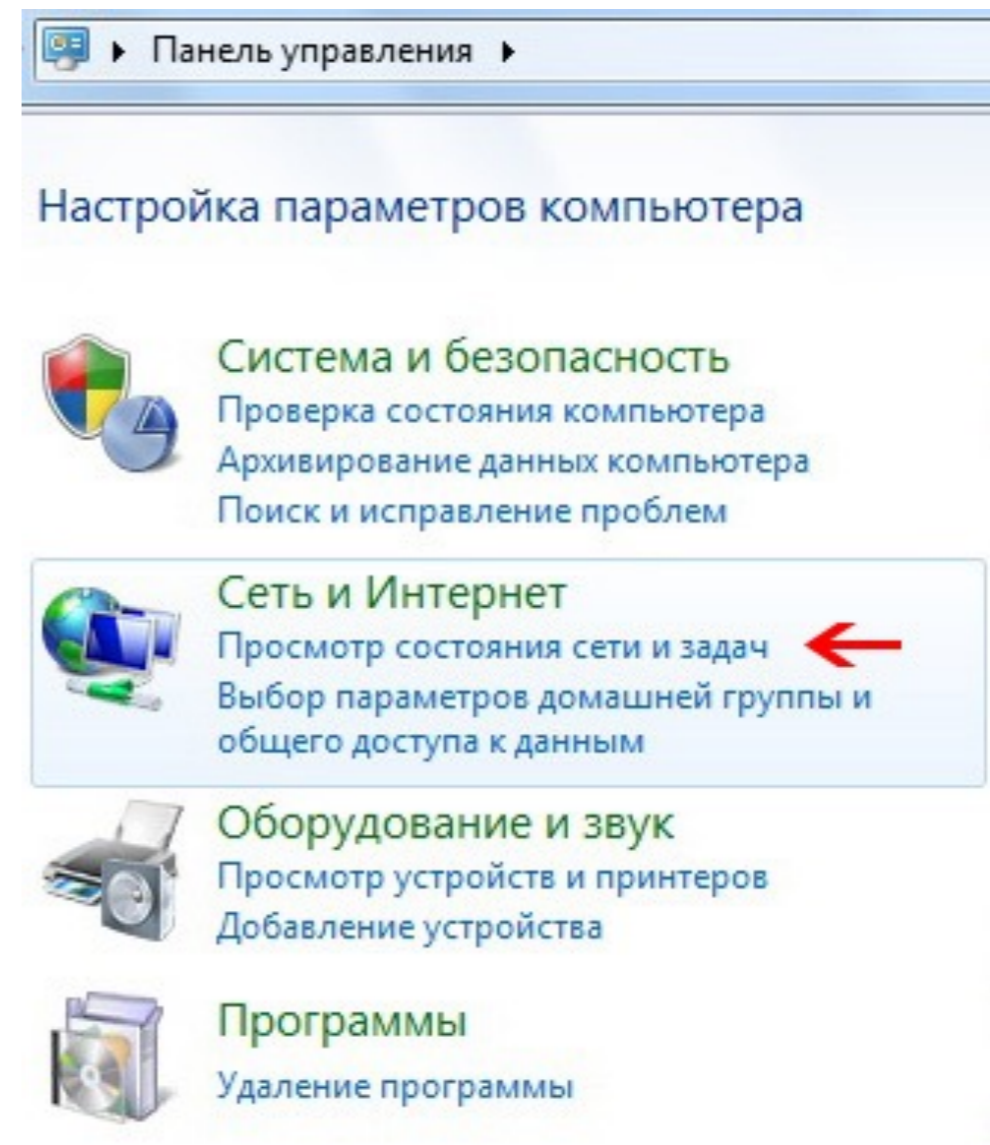 Панель управления
Настройка параметров компьютера
Система и безопасность
Проверка состояния компьютера
Архивирование данных компьютера
Поиск и исправление проблем
Сеть и Интернет
Просмотр состояния сети и задач
Выбор параметров домашней группы и
общего доступа к данным
Оборудование и звук
Просмотр устройств и принтеров
Добавление устройства
Программы
Удаление программы